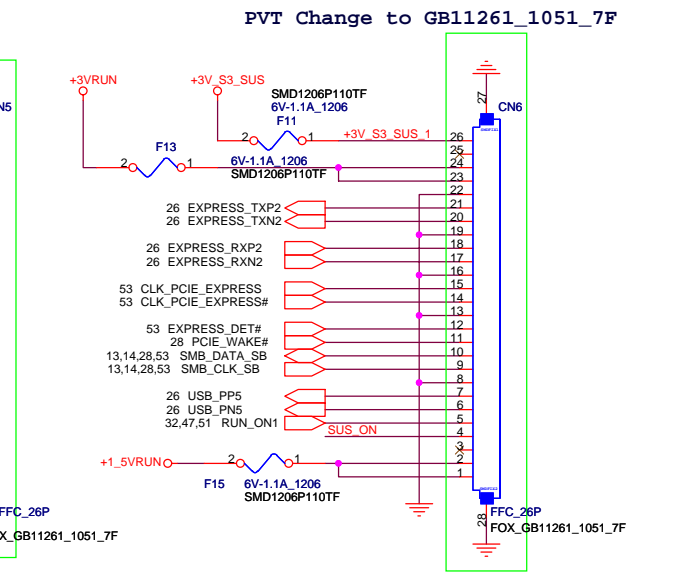 PVT Change to GB11261_1051_7F
+3VRUN
+3V_S3_SUS
SMD1206P110TF
6V-1.1A_1206
F11
2 1
+3V_S3_SUS_1
27
CN6
N5
F13
2 1
6V-1.1A_1206
SMD1206P110TF
26
25
24
23
22
26 EXPRESS_TXP2 21
26 EXPRESS_TXN2 20
19
26 EXPRESS_RXP2 18
26 EXPRESS_RXN2 17
16
53 CLK_PCIE_EXPRESS 15
53 CLK_PCIE_EXPRESS# 14
13
53 EXPRESS_DET# 12
28 PCIE_WAKE# 11
13,14,28,53 SMB_DATA_SB 10
13,14,28,53 SMB_CLK_SB 9
8
26 USB_PP5 7
26 USB_PN5 6
32,47,51 RUN_ON1 5
SUS_ON 4
3
+1_5VRUN 2 1 2
1
F15 6V-1.1A_1206
SMD1206P110TF
28
FFC_26P
FOX_GB11261_1051_7F
FFC_26P
X_GB11261_1051_7F